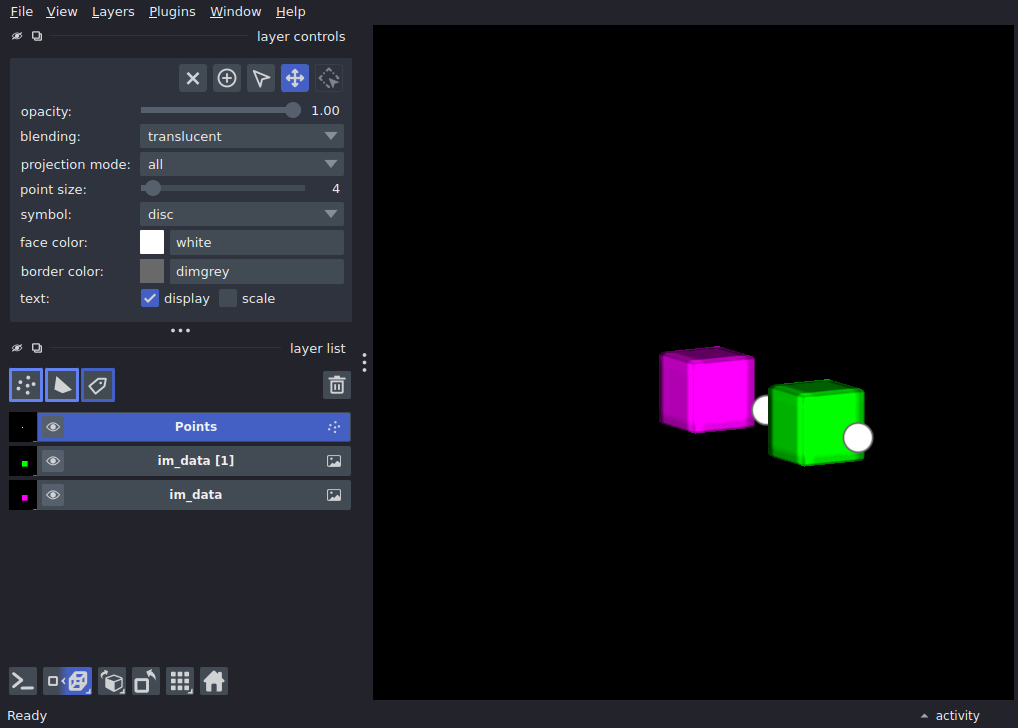 File View Layers Plugins Window Help
layer controls
opacity: 1.00
blending: translucent
projection mode: all
point size: 4
symbol: disc
face color: white
border color: dimgrey
text: display scale
layer list
Points
im_data [1]
im_data
Ready
activity